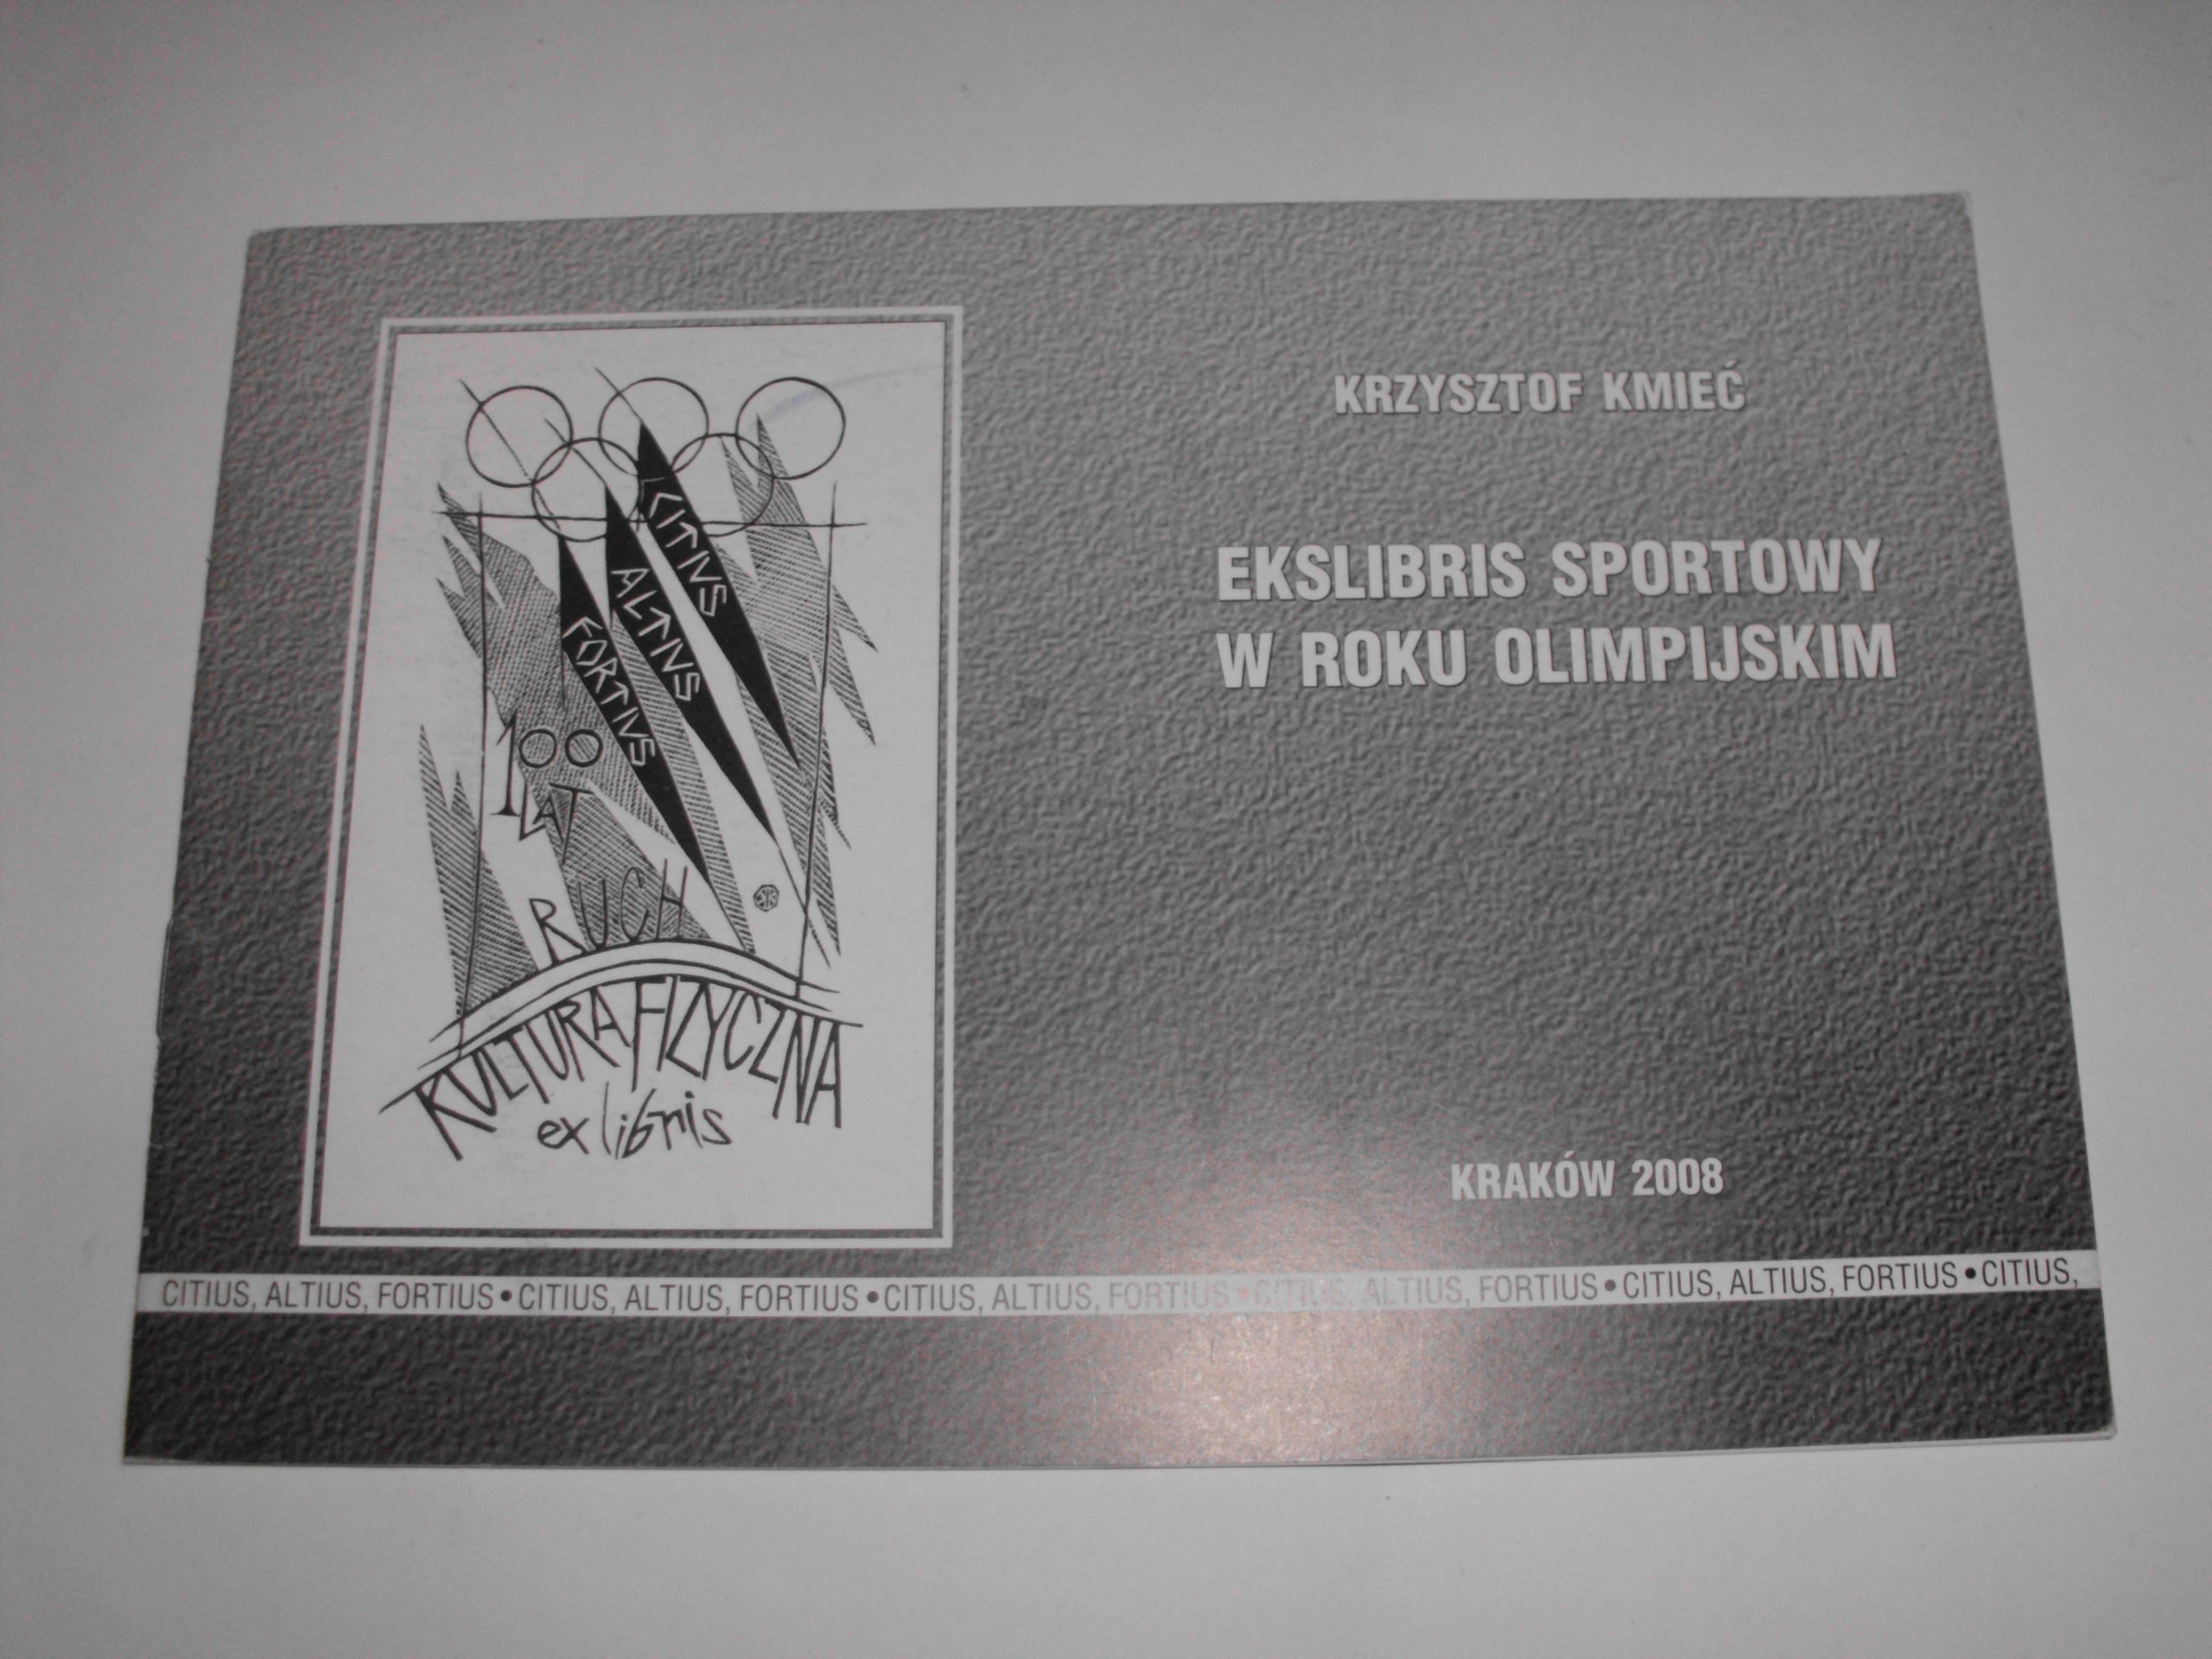 KRZYSZTOF KMIEĆ
EKSLIBRIS SPORTOWY
W ROKU OLIMPIJSKIM
KRAKÓW 2008
CITIUS
ALTIUS
FORTIUS
100
LAT
RUCH
KULTURA FIZYCZNA
ex libris
CITIUS, ALTIUS, FORTIUS • CITIUS, ALTIUS, FORTIUS • CITIUS, ALTIUS, FORTIUS • CITIUS, ALTIUS, FORTIUS • CITIUS, ALTIUS, FORTIUS • CITIUS,